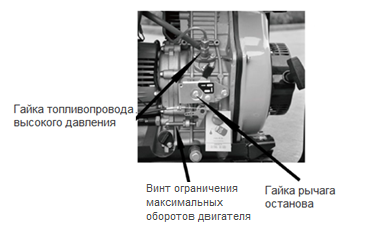 Гайка топливопровода
высокого давления
Винт ограничения
максимальных
оборотов двигателя
Гайка рычага
останова